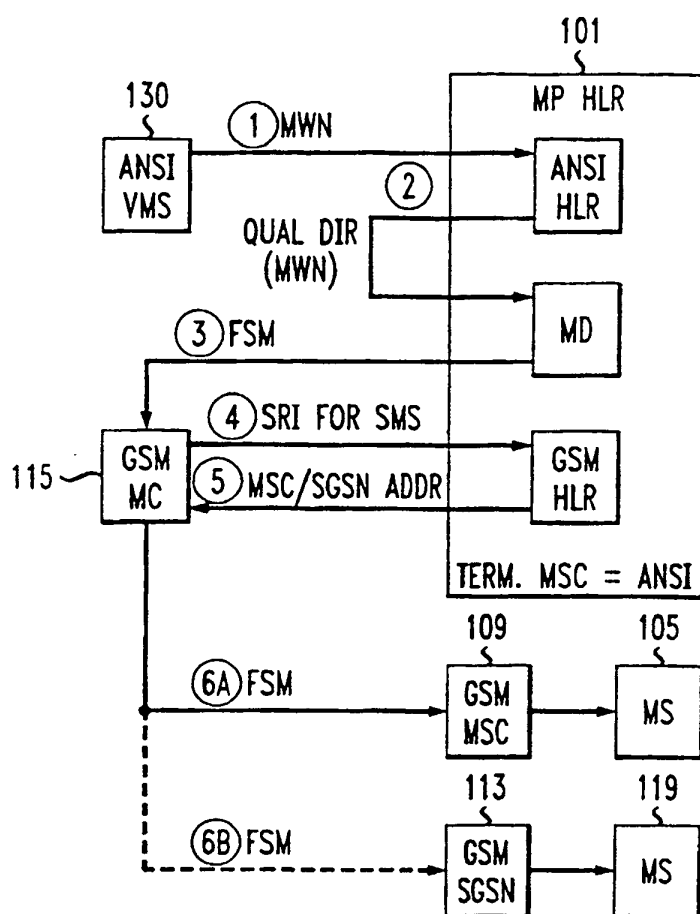 101
MP HLR
130
1 MWN
ANSI
VMS
2
ANSI
HLR
QUAL DIR
(MWN)
MD
3 FSM
4 SRI FOR SMS
115
GSM
MC
5 MSC/SGSN ADDR
GSM
HLR
TERM. MSC = ANSI
109
105
6A FSM
GSM
MSC
MS
113
119
6B FSM
GSM
SGSN
MS